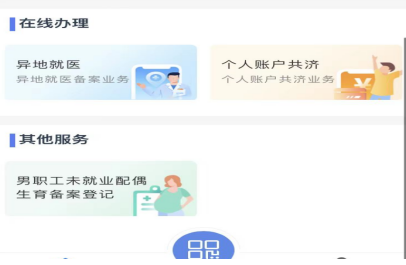 在线办理
异地就医
异地就医备案业务
个人账户共济
个人账户共济业务
其他服务
男职工未就业配偶
生育备案登记